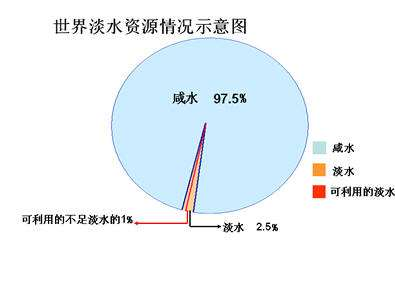 世界淡水资源情况示意图
咸水 97.5%
咸水
淡水
可利用的淡水
可利用的不足淡水的1%
淡水 2.5%